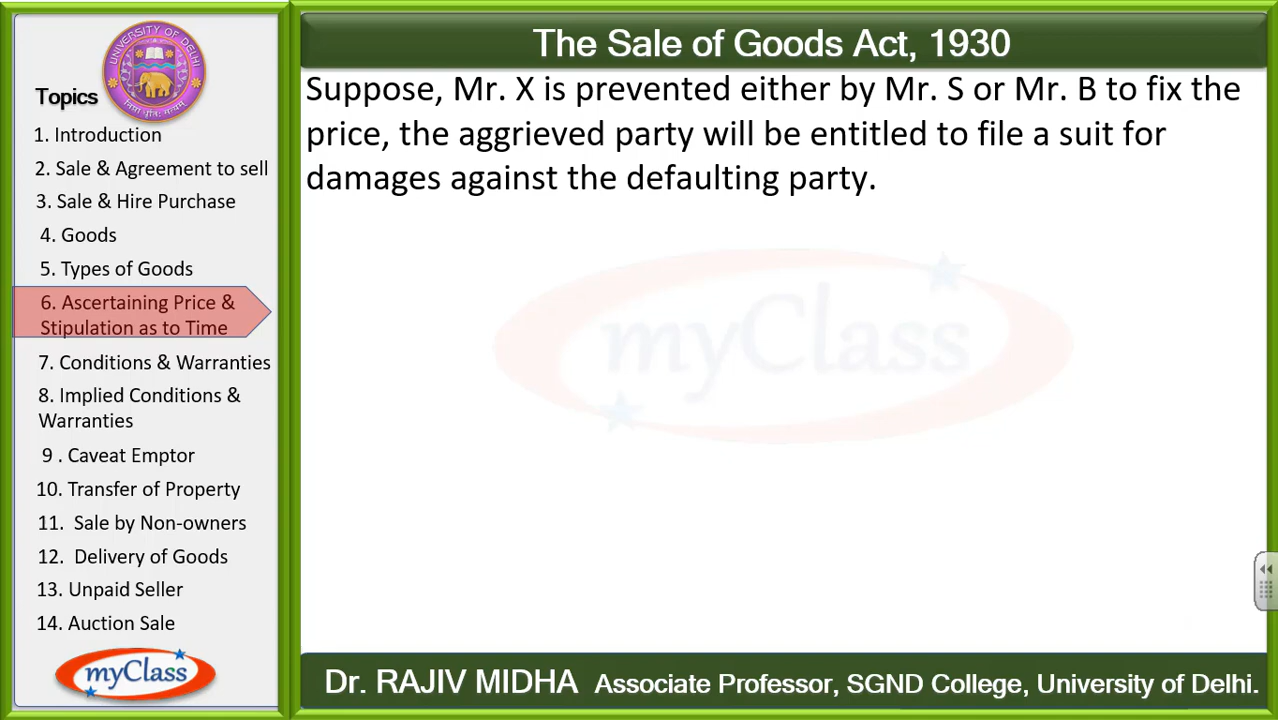 The Sale of Goods Act, 1930
UNIVERSITY OF DELHI
Topics
1. Introduction
2. Sale & Agreement to sell
3. Sale & Hire Purchase
4. Goods
5. Types of Goods
6. Ascertaining Price &
Stipulation as to Time
7. Conditions & Warranties
8. Implied Conditions &
Warranties
9 . Caveat Emptor
10. Transfer of Property
11. Sale by Non-owners
12. Delivery of Goods
13. Unpaid Seller
14. Auction Sale
myClass
Suppose, Mr. X is prevented either by Mr. S or Mr. B to fix the
price, the aggrieved party will be entitled to file a suit for
damages against the defaulting party.
myClass
Dr. RAJIV MIDHA Associate Professor, SGND College, University of Delhi.